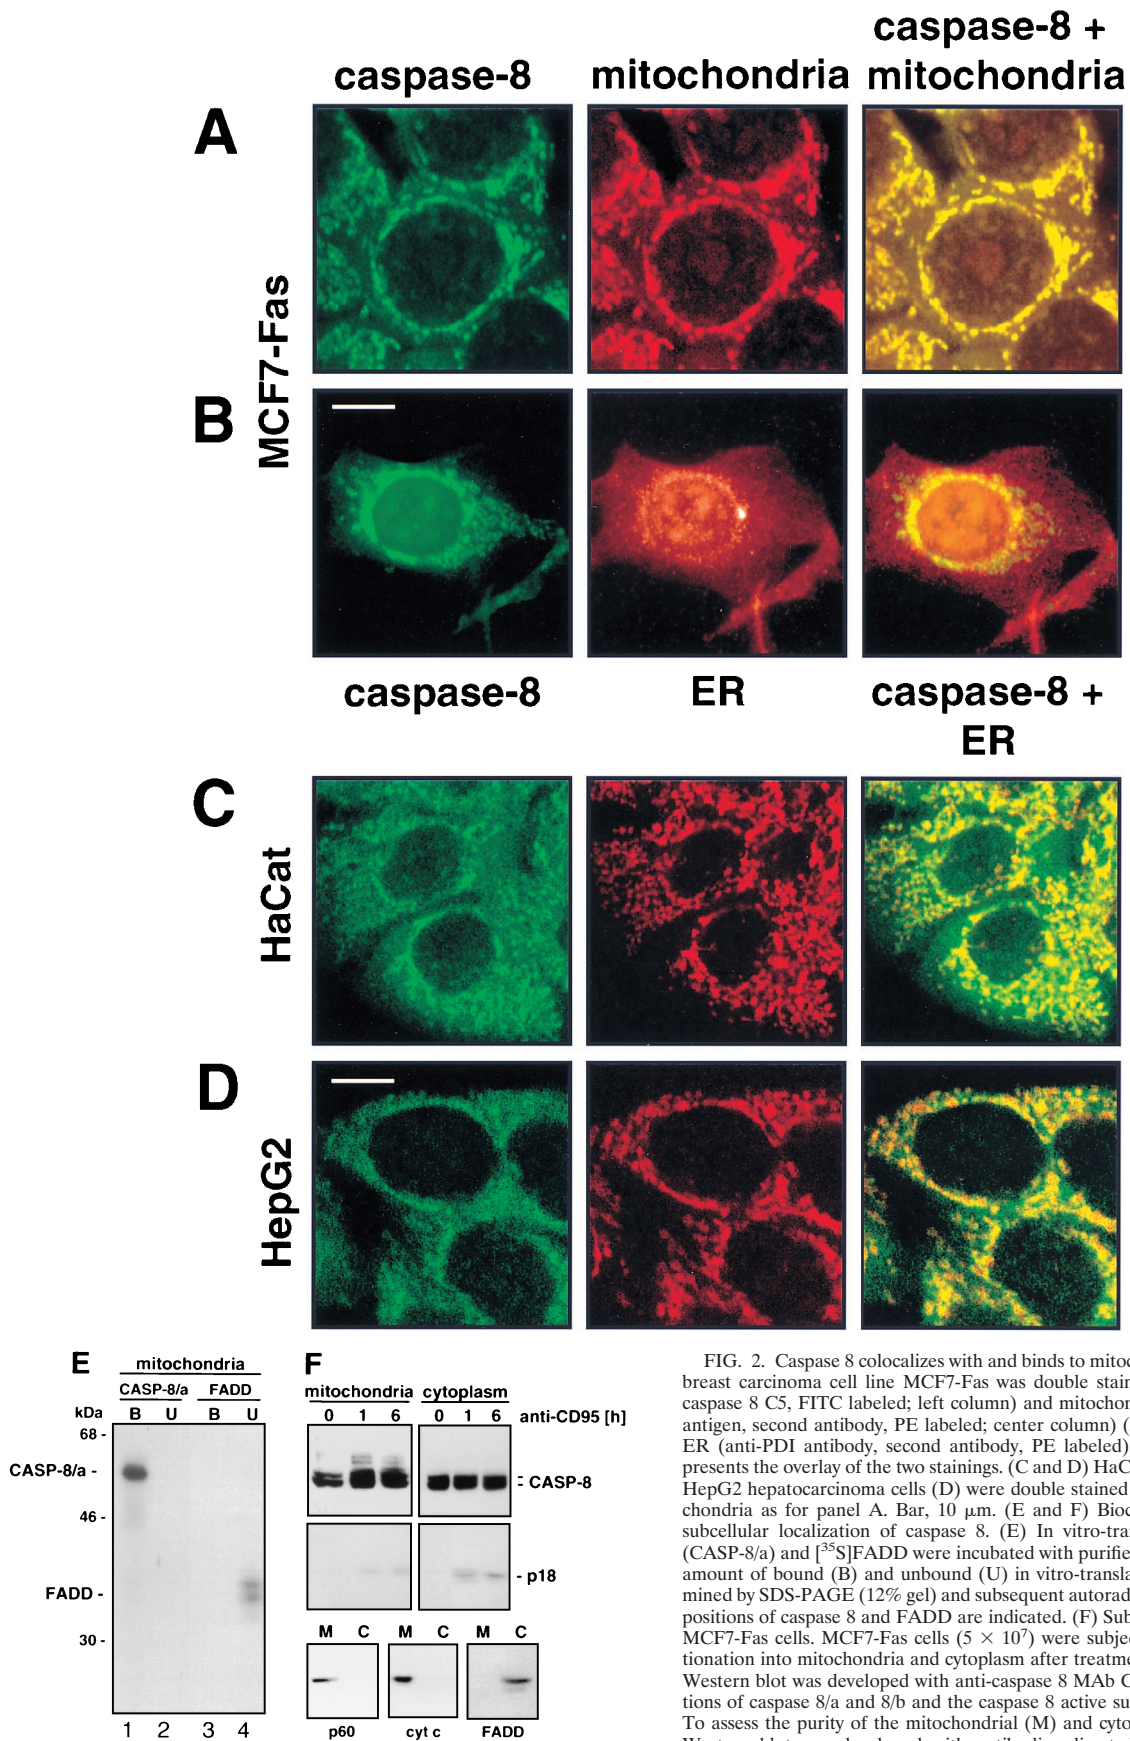 caspase-8
mitochondria
caspase-8 +
mitochondria
A
MCF7-Fas
B
caspase-8
ER
caspase-8 +
ER
C
HaCat
D
HepG2
E
mitochondria
CASP-8/a FADD
kDa B U B U
68 -
CASP-8/a -
46 -
FADD -
30 -
1 2 3 4
F
mitochondria cytoplasm
0 1 6 0 1 6 anti-CD95 [h]
CASP-8
- p18
M C M C M C
p60 cyt c FADD
FIG. 2. Caspase 8 colocalizes with and binds to mitoc
breast carcinoma cell line MCF7-Fas was double stain
caspase 8 C5, FITC labeled; left column) and mitochon
antigen, second antibody, PE labeled; center column) (
ER (anti-PDI antibody, second antibody, PE labeled)
presents the overlay of the two stainings. (C and D) HaC
HepG2 hepatocarcinoma cells (D) were double stained
chondria as for panel A. Bar, 10 μm. (E and F) Bioc
subcellular localization of caspase 8. (E) In vitro-tran
(CASP-8/a) and [³⁵S]FADD were incubated with purifie
amount of bound (B) and unbound (U) in vitro-transla
mined by SDS-PAGE (12% gel) and subsequent autorad
positions of caspase 8 and FADD are indicated. (F) Sub
MCF7-Fas cells. MCF7-Fas cells (5 × 10⁷) were subjec
tionation into mitochondria and cytoplasm after treatme
Western blot was developed with anti-caspase 8 MAb C
tions of caspase 8/a and 8/b and the caspase 8 active su
To assess the purity of the mitochondrial (M) and cyto